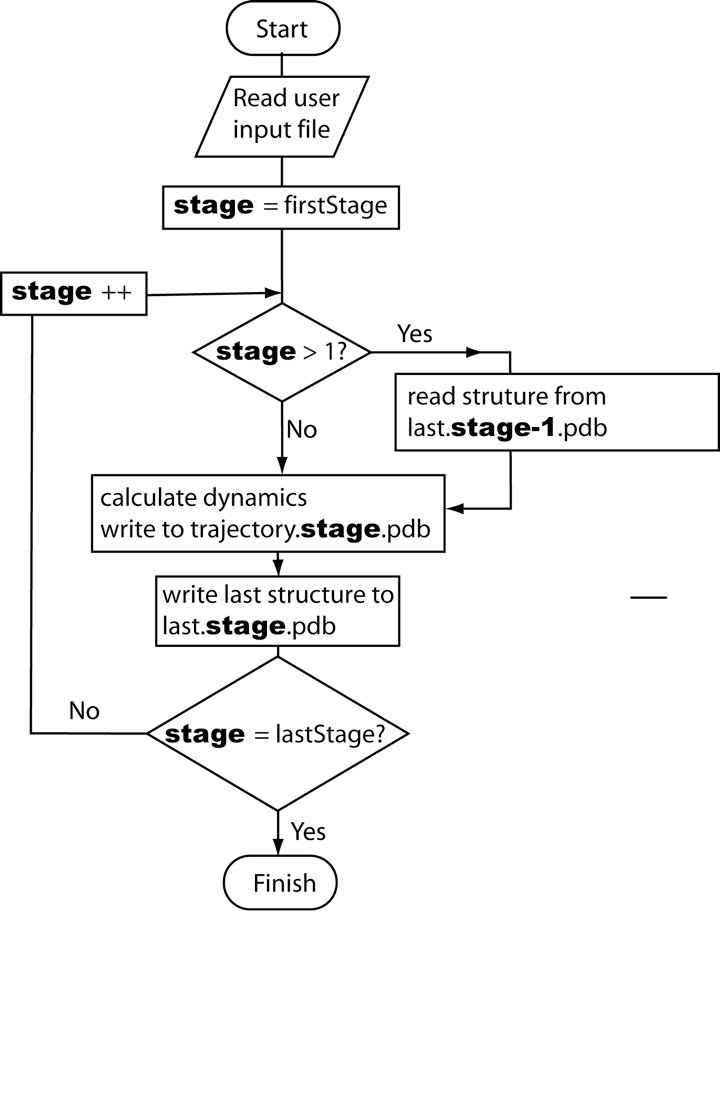 Start
Read user
input file
stage = firstStage
stage ++
stage > 1?
Yes
read struture from
last.stage-1.pdb
No
calculate dynamics
write to trajectory.stage.pdb
write last structure to
last.stage.pdb
No
stage = lastStage?
Yes
Finish